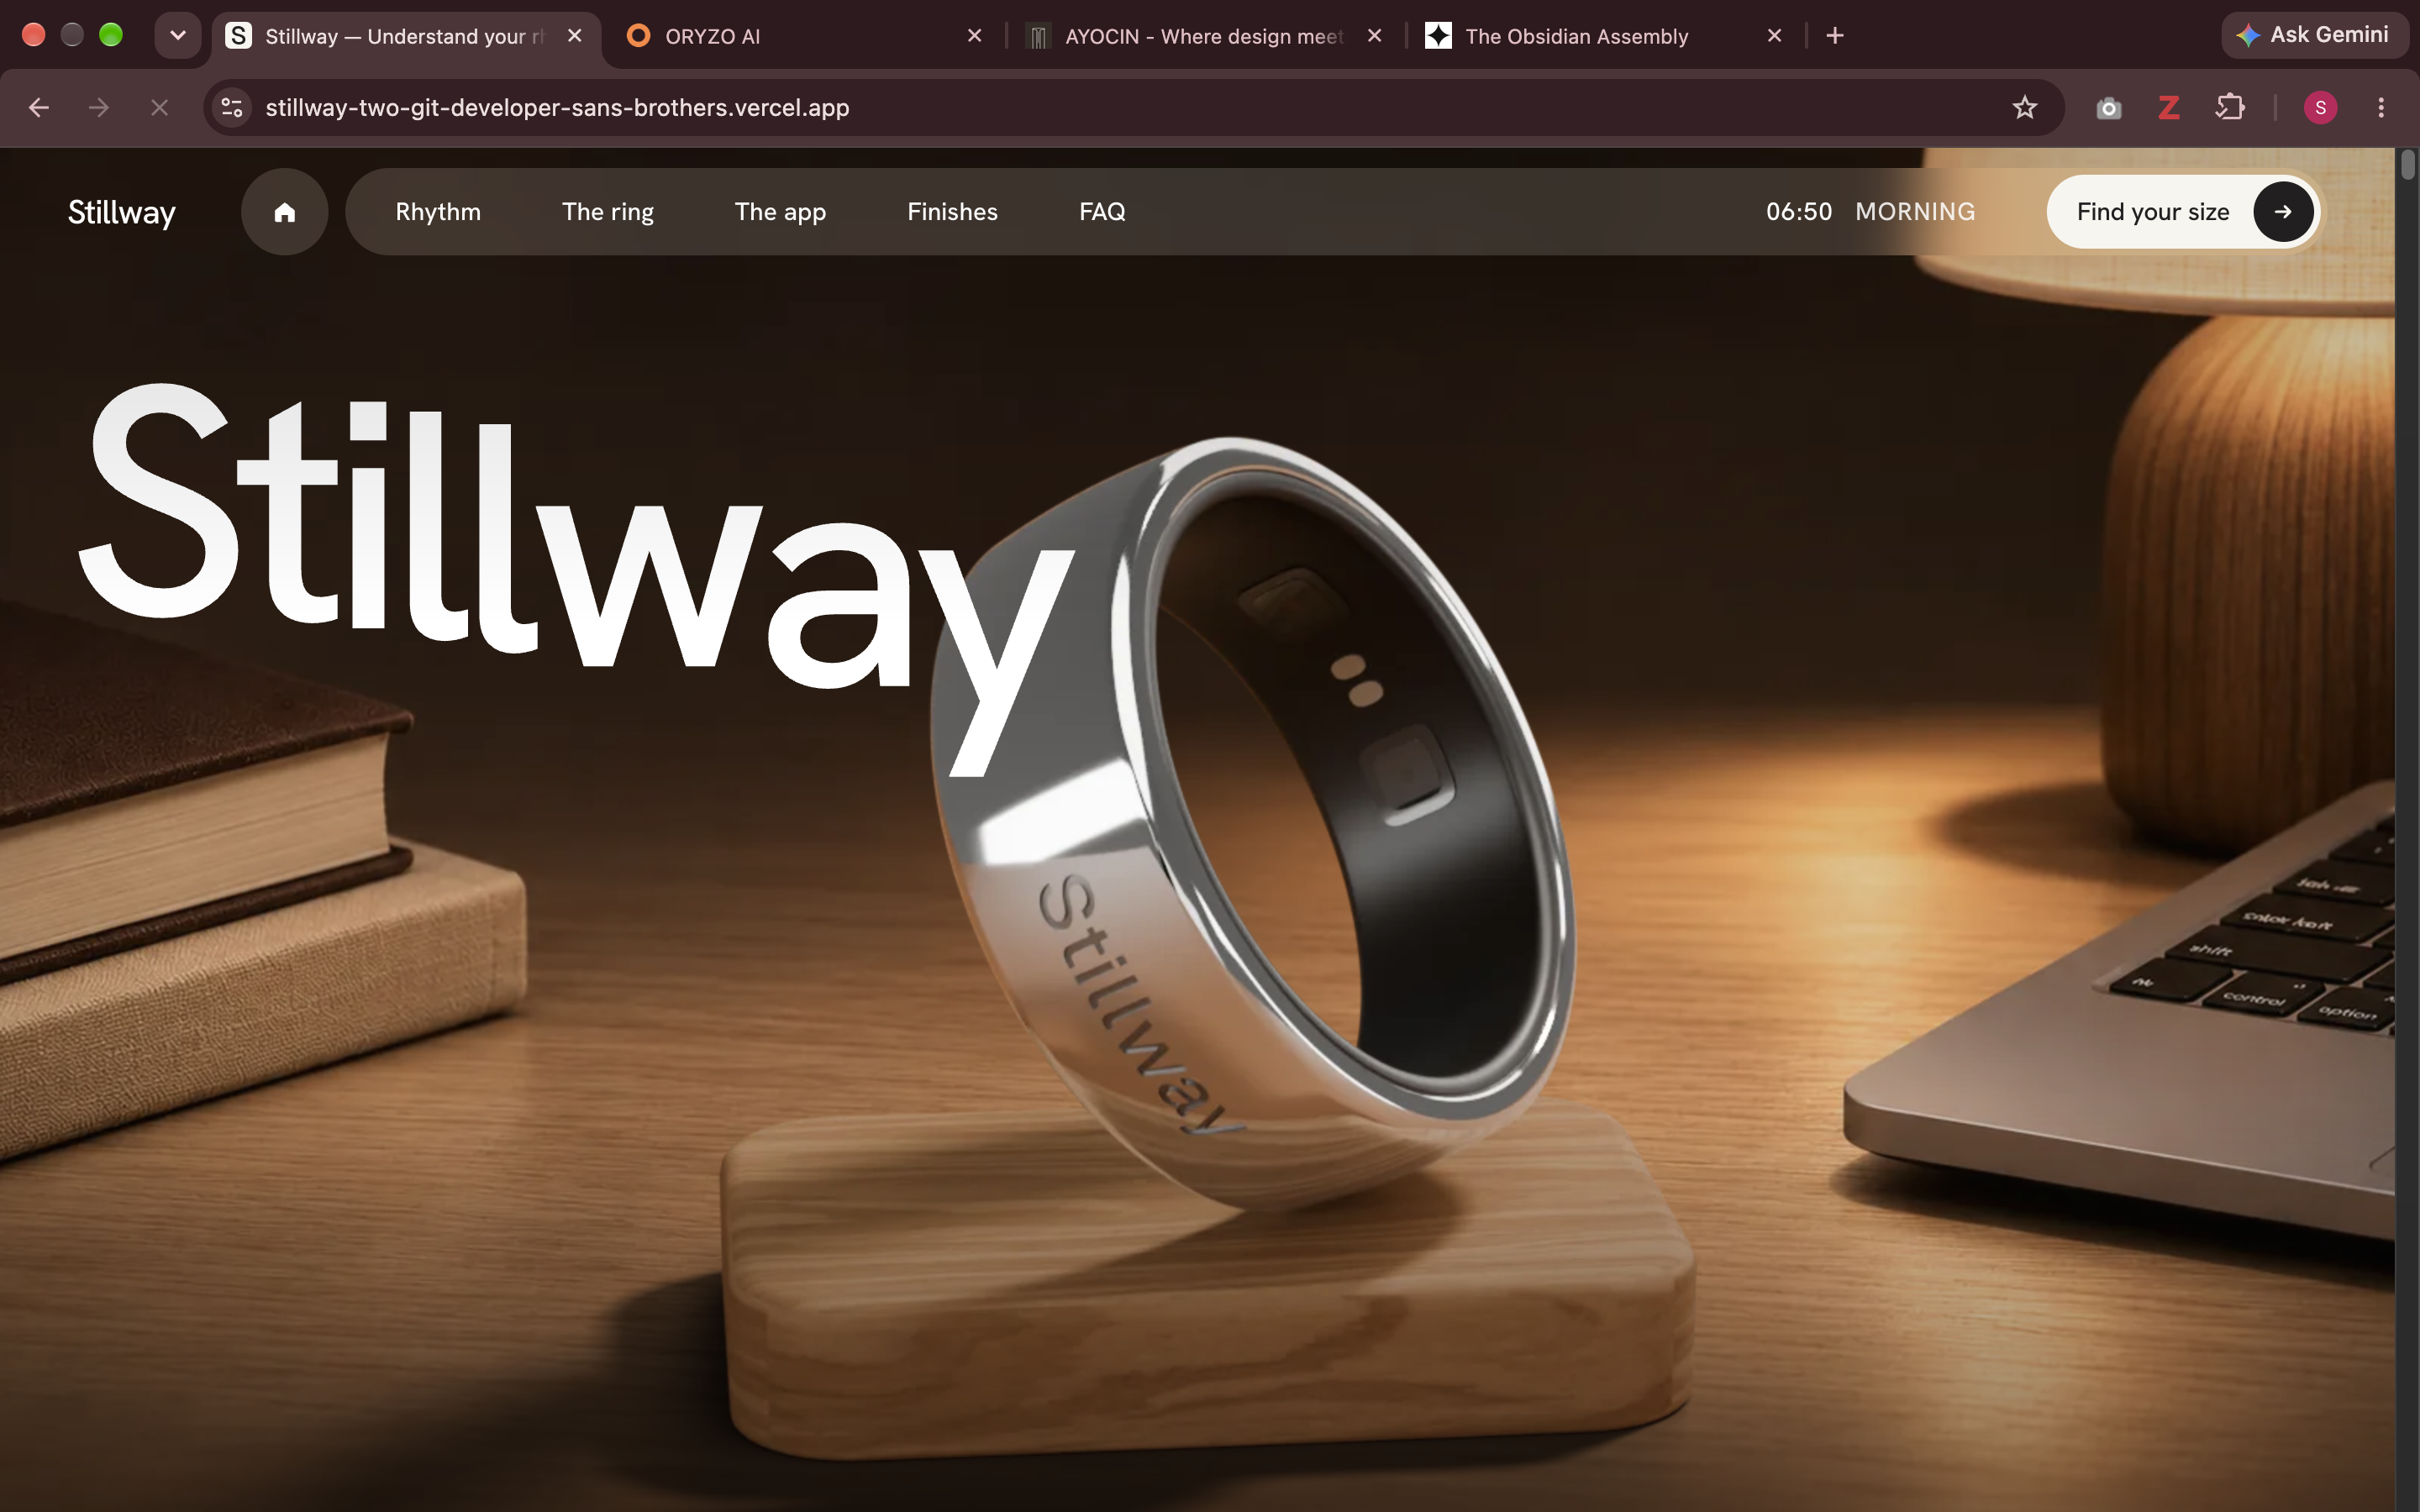 Stillway — Understand your rh
ORYZO AI
AYOCIN - Where design meet
The Obsidian Assembly
Ask Gemini
stillway-two-git-developer-sans-brothers.vercel.app
S
Stillway
Rhythm
The ring
The app
Finishes
FAQ
06:50 MORNING
Find your size
Stillway
Stillway
shift
control
option